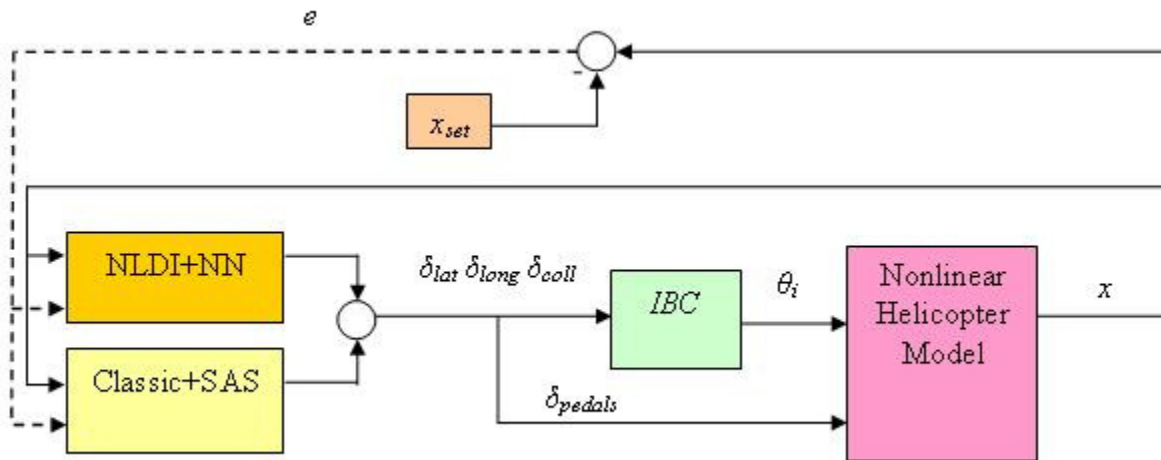 e
-
x_set
NLDI+NN
Classic+SAS
δ_lat δ_long δ_coll
IBC
θ_i
δ_pedals
Nonlinear
Helicopter
Model
x